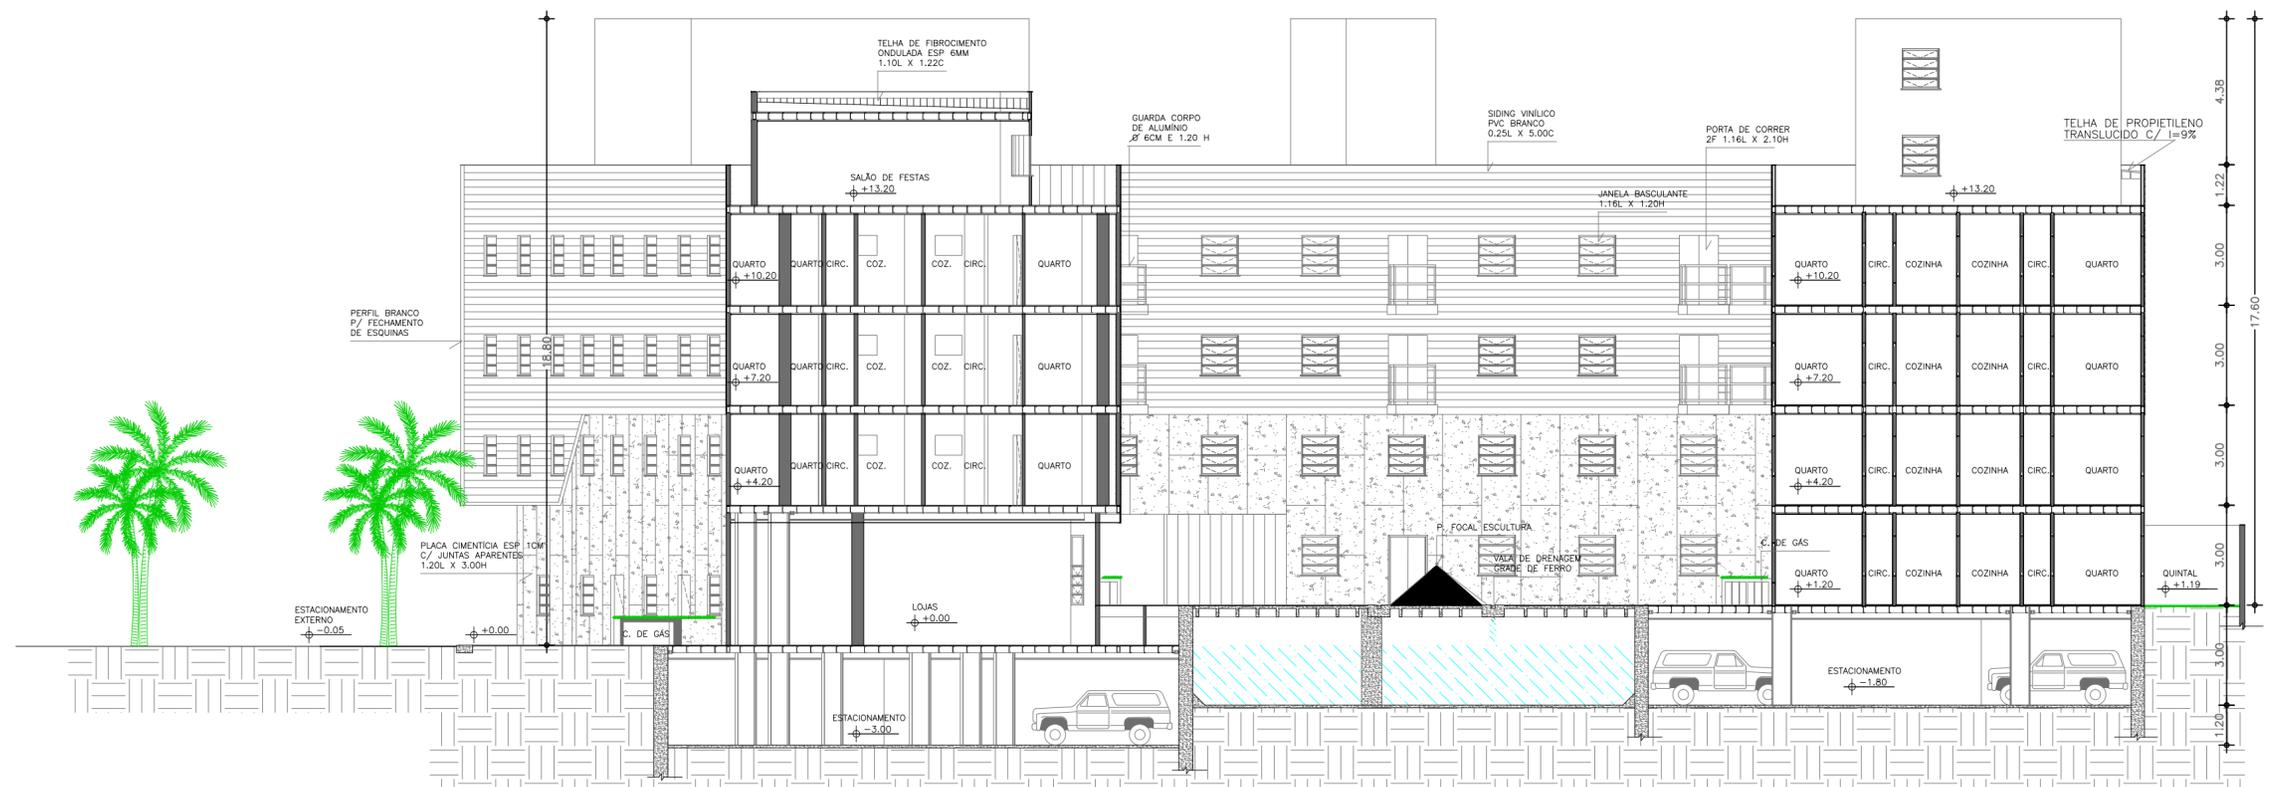 TELHA DE FIBROCIMENTO
ONDULADA ESP 6MM
1.10L X 1.22C
GUARDA CORPO
DE ALUMÍNIO
Ø 6CM E 1.20 H
SIDING VINÍLICO
PVC BRANCO
0.25L X 5.00C
PORTA DE CORRER
2F 1.16L X 2.10H
TELHA DE PROPIETILENO
TRANSLUCIDO C/ I=9%
4.38
1.22
3.00
3.00
3.00
3.00
3.00
1.20
17.60
18.80
SALÃO DE FESTAS
+13.20
JANELA BASCULANTE
1.16L X 1.20H
+13.20
QUARTO
+10.20
QUARTO
CIRC.
COZ.
COZ.
CIRC.
QUARTO
QUARTO
+10.20
CIRC.
COZINHA
COZINHA
CIRC.
QUARTO
PERFIL BRANCO
P/ FECHAMENTO
DE ESQUINAS
QUARTO
+7.20
QUARTO
CIRC.
COZ.
COZ.
CIRC.
QUARTO
QUARTO
+7.20
CIRC.
COZINHA
COZINHA
CIRC.
QUARTO
QUARTO
+4.20
QUARTO
CIRC.
COZ.
COZ.
CIRC.
QUARTO
QUARTO
+4.20
CIRC.
COZINHA
COZINHA
CIRC.
QUARTO
PLACA CIMENTÍCIA ESP 1CM
C/ JUNTAS APARENTES
1.20L X 3.00H
P. FOCAL ESCULTURA
VALA DE DRENAGEM
GRADE DE FERRO
C. DE GÁS
QUARTO
+1.20
CIRC.
COZINHA
COZINHA
CIRC.
QUARTO
QUINTAL
+1.19
ESTACIONAMENTO
EXTERNO
-0.05
+0.00
C. DE GÁS
LOJAS
+0.00
ESTACIONAMENTO
-3.00
ESTACIONAMENTO
-1.80